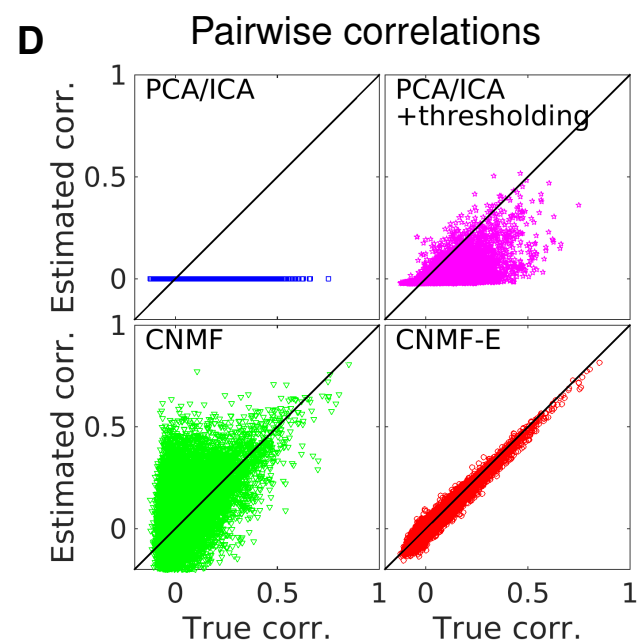 D
Pairwise correlations
1
PCA/ICA
PCA/ICA
+thresholding
0.5
0
Estimated corr.
1
CNMF
CNMF-E
0.5
0
Estimated corr.
0
0.5
1
0
0.5
1
True corr.
True corr.